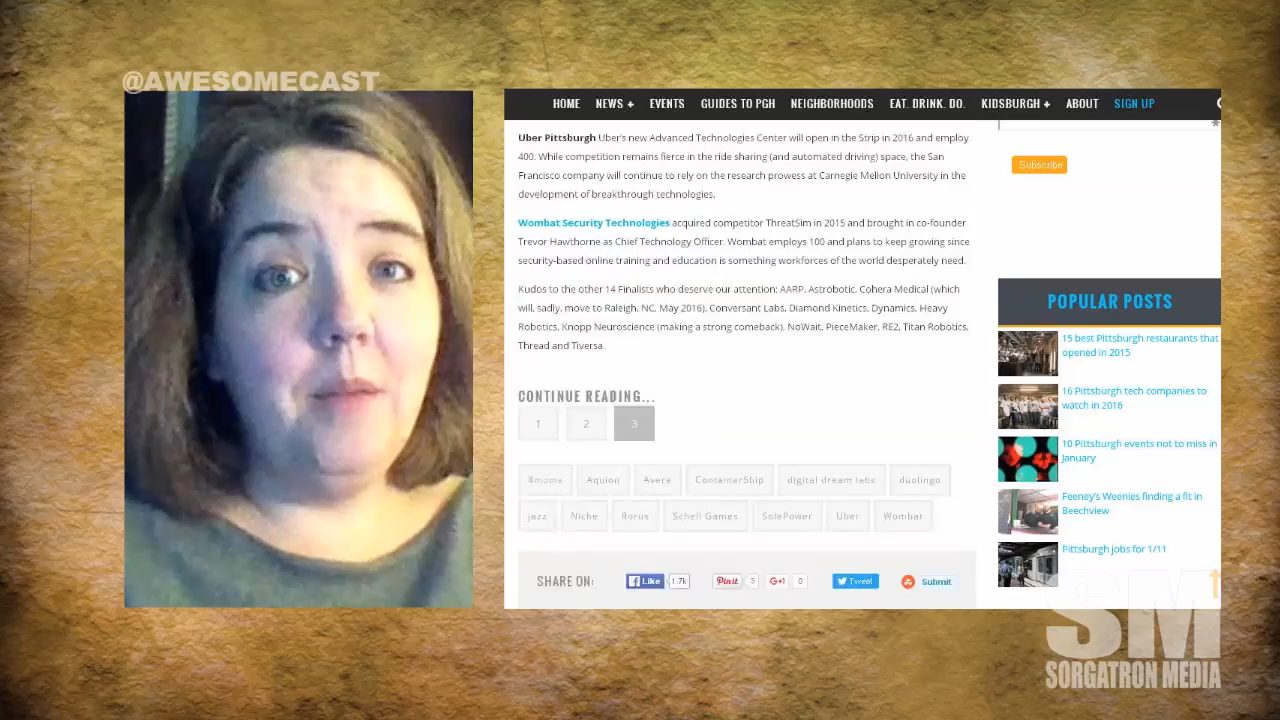 @AWESOMECAST
HOME NEWS + EVENTS GUIDES TO PGH NEIGHBORHOODS EAT. DRINK. DO. KIDSBURGH + ABOUT SIGN UP
Uber Pittsburgh Uber's new Advanced Technologies Center will open in the Strip in 2016 and employ
400. While competition remains fierce in the ride sharing (and automated driving) space, the San
Francisco company will continue to rely on the research prowess at Carnegie Mellon University in the
development of breakthrough technologies.
Wombat Security Technologies acquired competitor ThreatSim in 2015 and brought in co-founder
Trevor Hawthorne as Chief Technology Officer. Wombat employs 100 and plans to keep growing since
security-based online training and education is something workforces of the world desperately need.
Kudos to the other 14 Finalists who deserve our attention: AARP, Astrobotic, Cohera Medical (which
will, sadly, move to Raleigh, NC, May 2016), Conversant Labs, Diamond Kinetics, Dynamics, Heavy
Robotics, Knopp Neuroscience (making a strong comeback), NoWait, PieceMaker, RE2, Titan Robotics,
Thread and Tiversa.
CONTINUE READING...
1 2 3
4moms Aquion Avere ContainerShip digital dream labs duolingo
jazz Niche Rorus Schell Games SolePower Uber Wombat
SHARE ON: Like 1.7k Pin it 3 G+1 0 Tweet Submit
*
Subscribe
POPULAR POSTS
15 best Pittsburgh restaurants that
opened in 2015
16 Pittsburgh tech companies to
watch in 2016
10 Pittsburgh events not to miss in
January
Feeney's Weenies finding a fit in
Beechview
Pittsburgh jobs for 1/11
SM
SORGATRON MEDIA